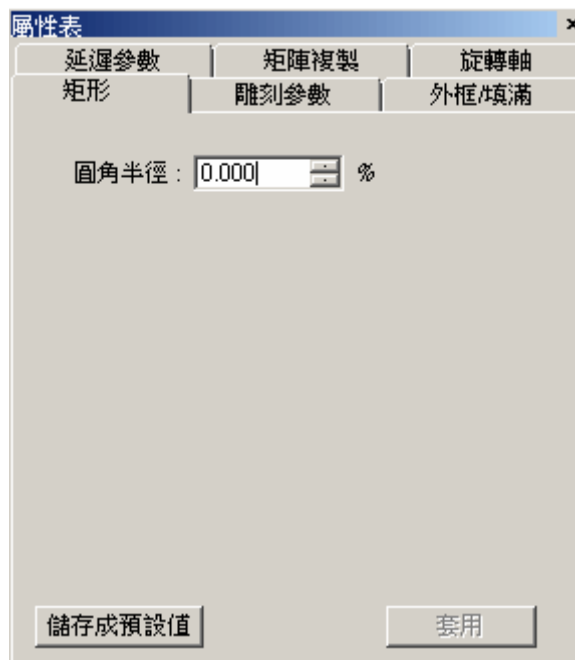 屬性表
延遲參數 矩陣複製 旋轉軸
矩形 雕刻參數 外框/填滿
圓角半徑：0.000 %
儲存成預設值 套用